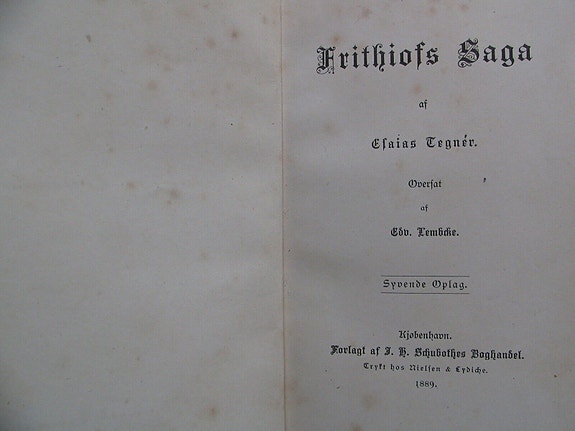 Frithiofs Saga
af
Eſaias Tegnér.
Overſat
af
Edv. Lembcke.
Syvende Oplag.
Kjøbenhavn.
Forlagt af J. H. Schubothes Boghandel.
Trykt hos Nielſen & Lydiche.
1889.